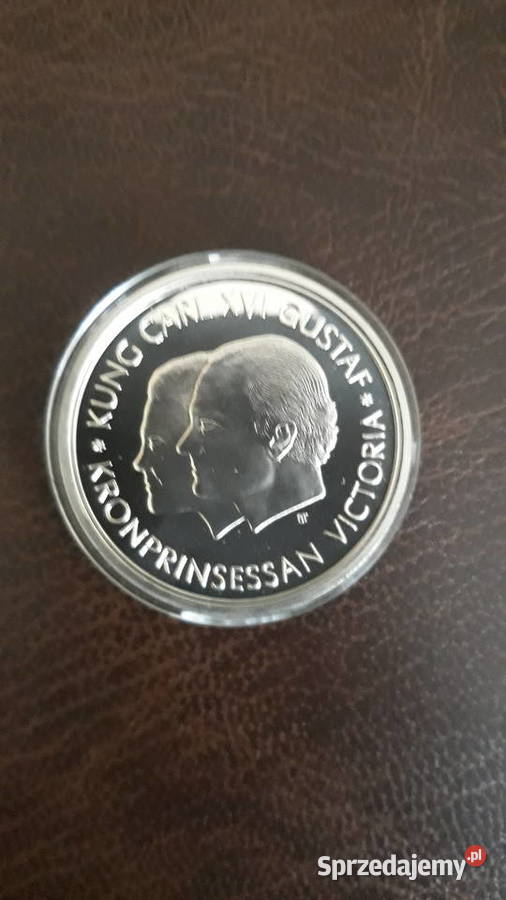 * KUNG CARL XVI GUSTAF *
KRONPRINSESSAN VICTORIA
Sprzedajemy.pl